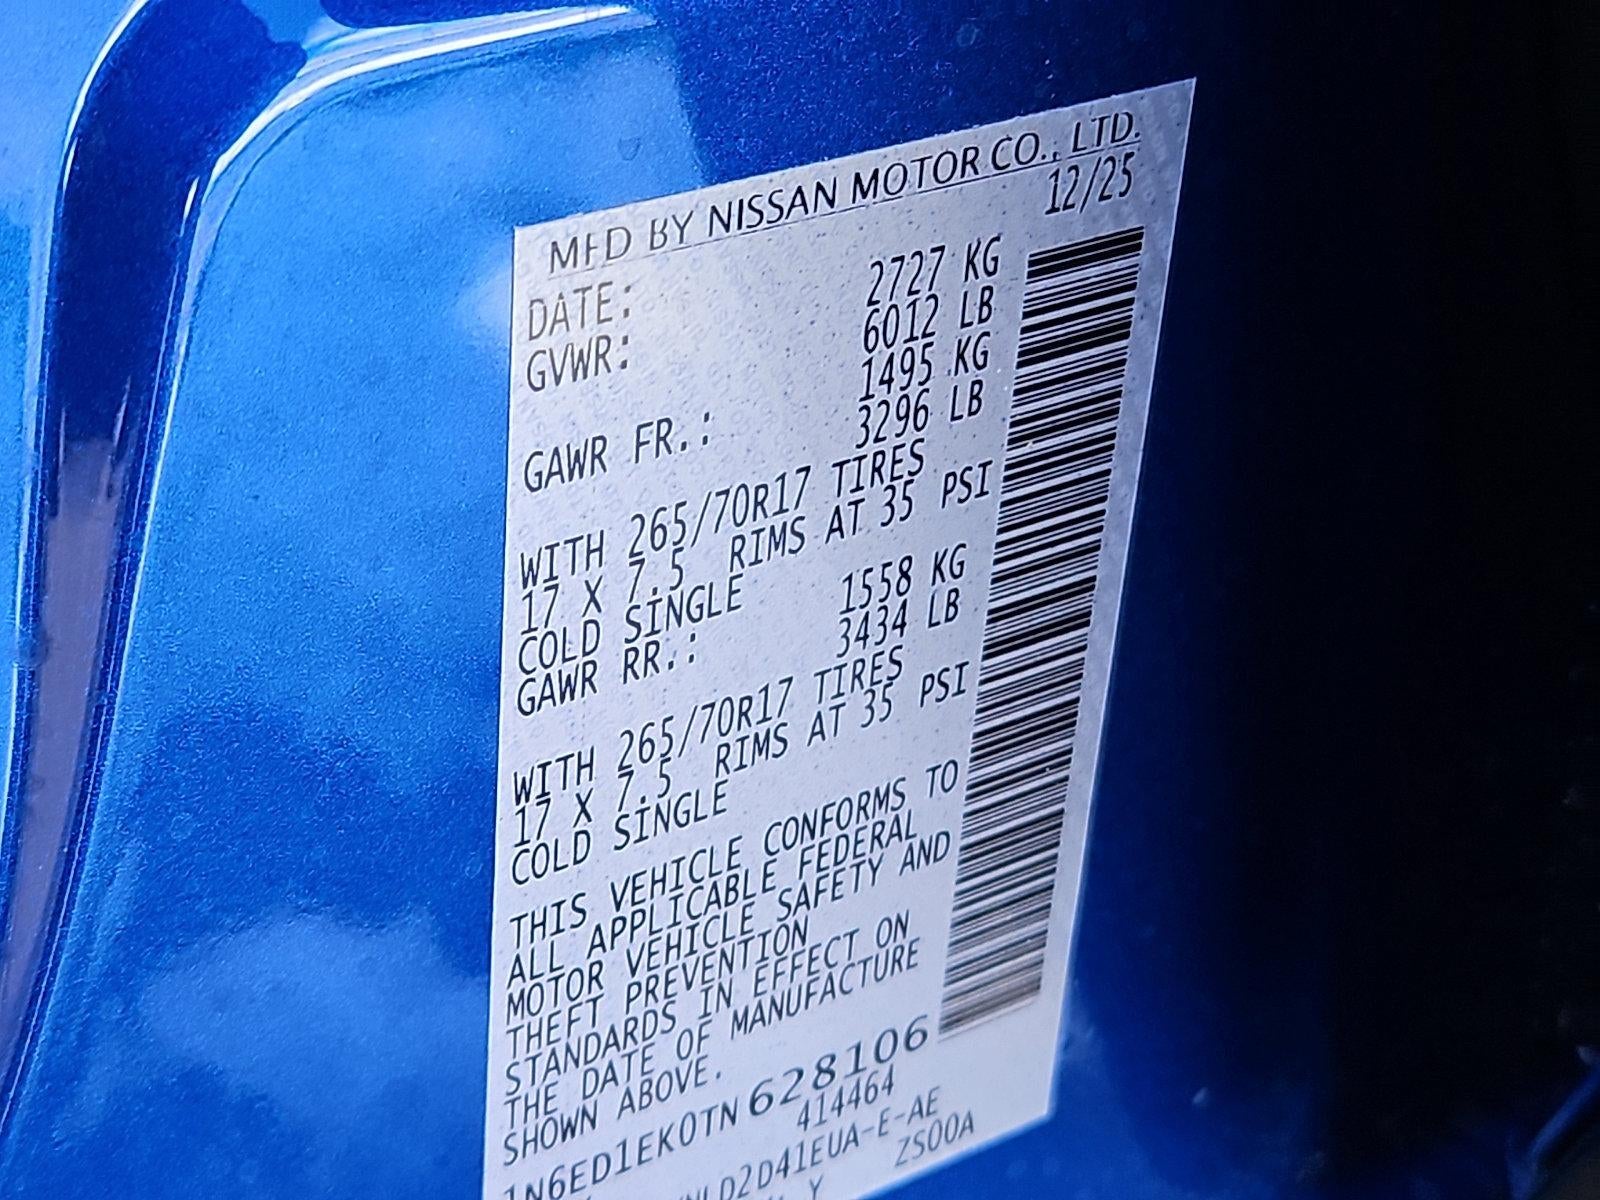 MFD BY NISSAN MOTOR CO., LTD.
DATE: 12/25
GVWR: 2727 KG
6012 LB
GAWR FR.: 1495 KG
3296 LB
WITH 265/70R17 TIRES
17 X 7.5 RIMS AT 35 PSI
COLD SINGLE
GAWR RR.: 1558 KG
3434 LB
WITH 265/70R17 TIRES
17 X 7.5 RIMS AT 35 PSI
COLD SINGLE
THIS VEHICLE CONFORMS TO
ALL APPLICABLE FEDERAL
MOTOR VEHICLE SAFETY AND
THEFT PREVENTION
STANDARDS IN EFFECT ON
THE DATE OF MANUFACTURE
SHOWN ABOVE.
1N6ED1EK0TN628106
414464
ZS00A